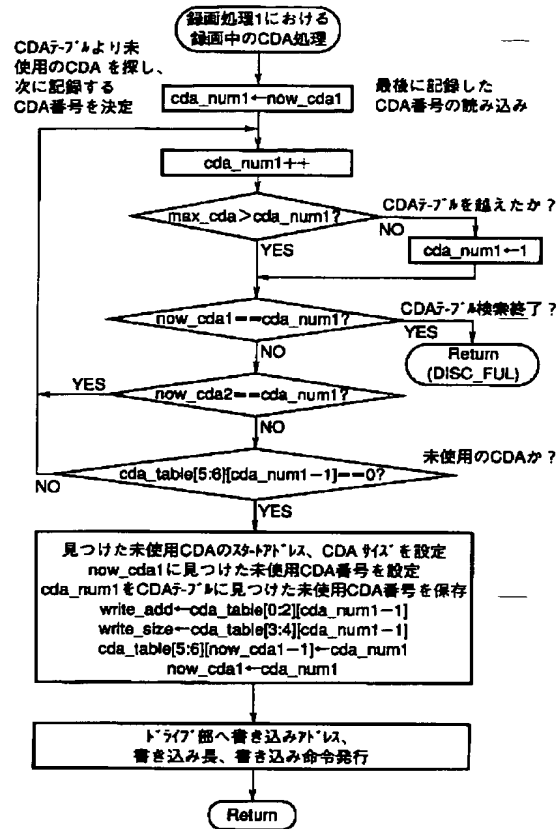 録画処理1における
録画中のCDA処理
CDAテーブルより未
使用のCDA を探し、
次に記録する
CDA番号を決定
cda_num1←now_cda1
最後に記録した
CDA番号の読み込み
cda_num1++
max_cda>cda_num1?
CDAテーブルを越えたか？
NO
cda_num1←1
YES
now_cda1==cda_num1?
CDAテーブル検索終了？
YES
Return
(DISC_FUL)
NO
YES
now_cda2==cda_num1?
NO
未使用のCDAか？
cda_table[5:6][cda_num1−1]==0?
NO
YES
見つけた未使用CDAのスタートアドレス、CDA サイズを設定
now_cda1に見つけた未使用CDA番号を設定
cda_num1をCDAテーブルに見つけた未使用CDA番号を保存
write_add←cda_table[0:2][cda_num1−1]
write_size←cda_table[3:4][cda_num1−1]
cda_table[5:6][now_cda1−1]←cda_num1
now_cda1←cda_num1
ドライブ部へ書き込みアドレス、
書き込み長、書き込み命令発行
Return